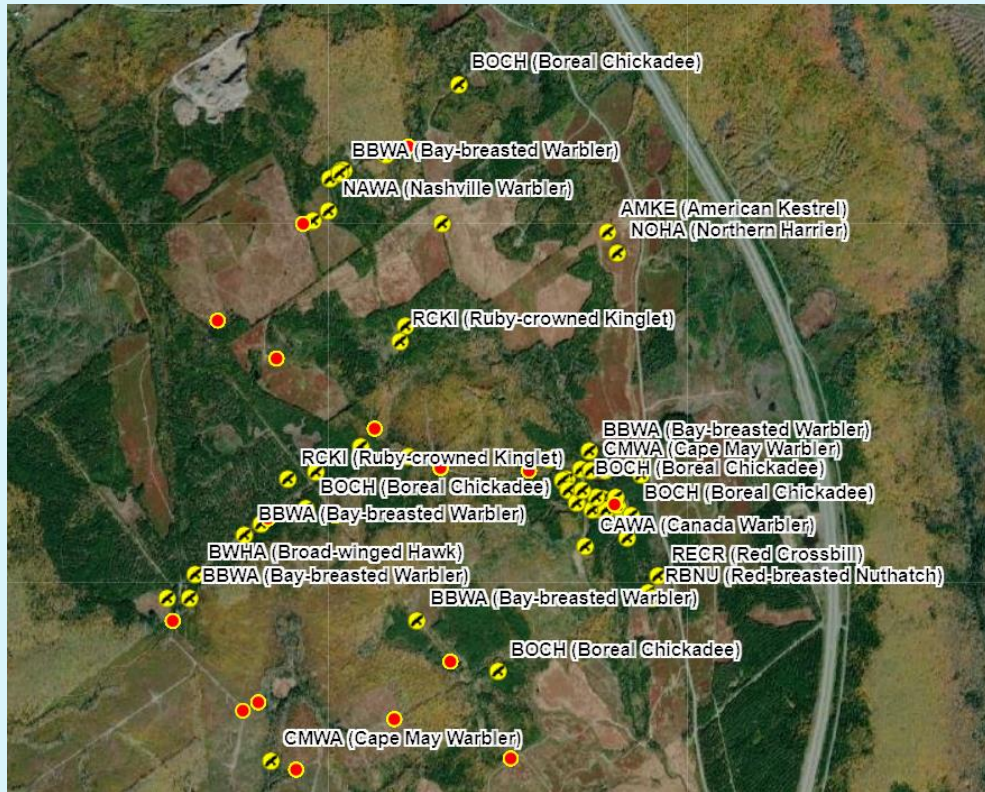 BOCH (Boreal Chickadee)
BBWA (Bay-breasted Warbler)
NAWA (Nashville Warbler)
AMKE (American Kestrel)
NOHA (Northern Harrier)
RCKI (Ruby-crowned Kinglet)
BBWA (Bay-breasted Warbler)
CMWA (Cape May Warbler)
RCKI (Ruby-crowned Kinglet)
BOCH (Boreal Chickadee)
BOCH (Boreal Chickadee)
BOCH (Boreal Chickadee)
BBWA (Bay-breasted Warbler)
CAWA (Canada Warbler)
BWHA (Broad-winged Hawk)
RECR (Red Crossbill)
BBWA (Bay-breasted Warbler)
RBNU (Red-breasted Nuthatch)
BBWA (Bay-breasted Warbler)
BOCH (Boreal Chickadee)
CMWA (Cape May Warbler)